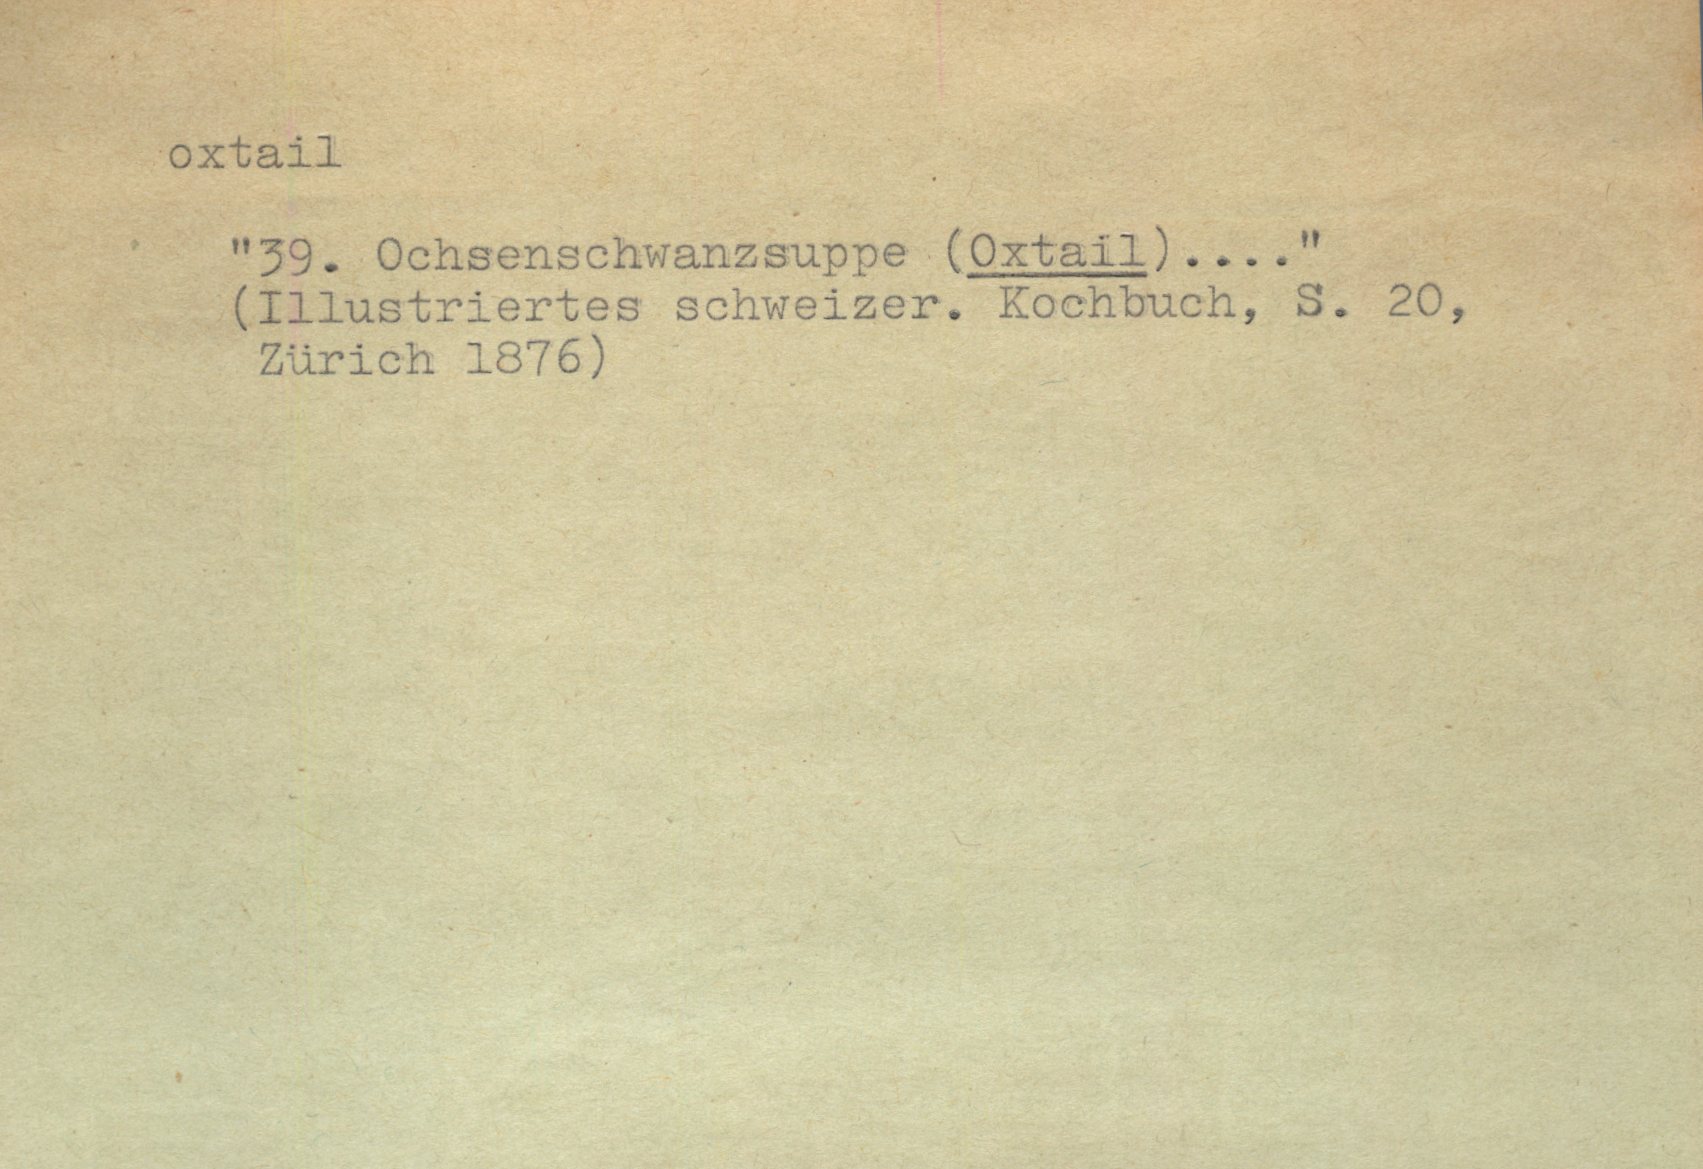 oxtail
"39. Ochsenschwanzsuppe (Oxtail)...."
(Illustriertes schweizer. Kochbuch, S. 20,
Zürich 1876)